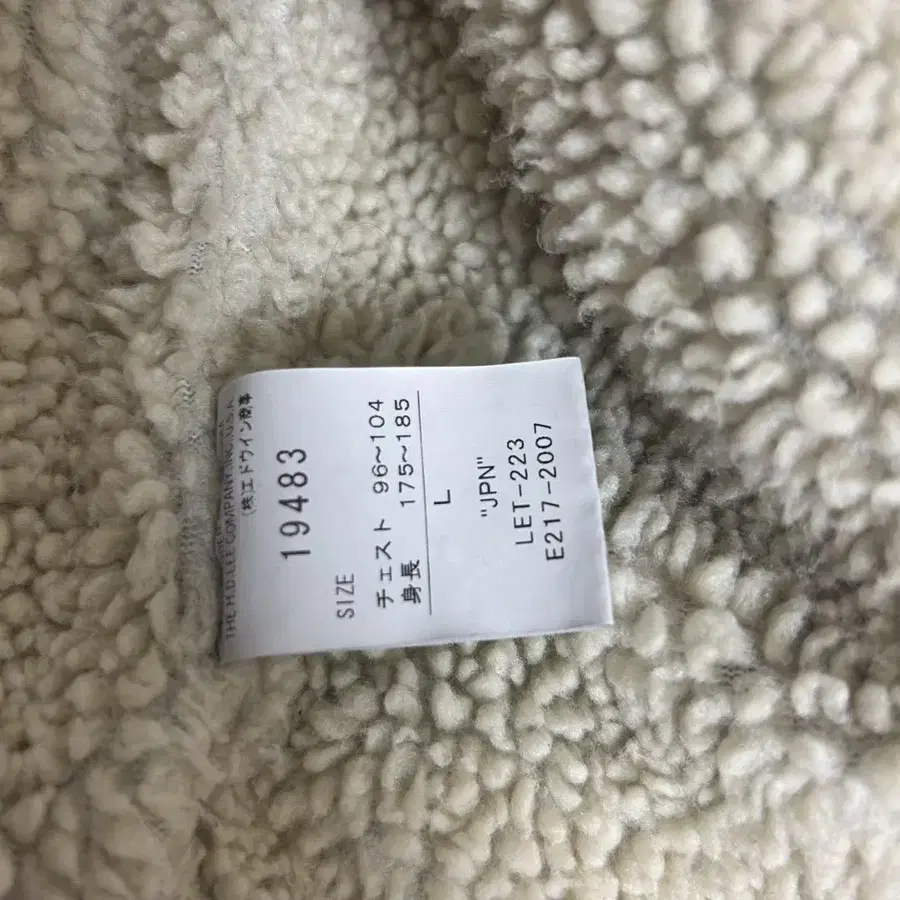 THE H.D.LEE COMPANY,INC.,U.S.A.
(株)エドウイン商事
19483
SIZE
チェスト 96~104
身長 175~185
L
"JPN"
LET-223
E217-2007